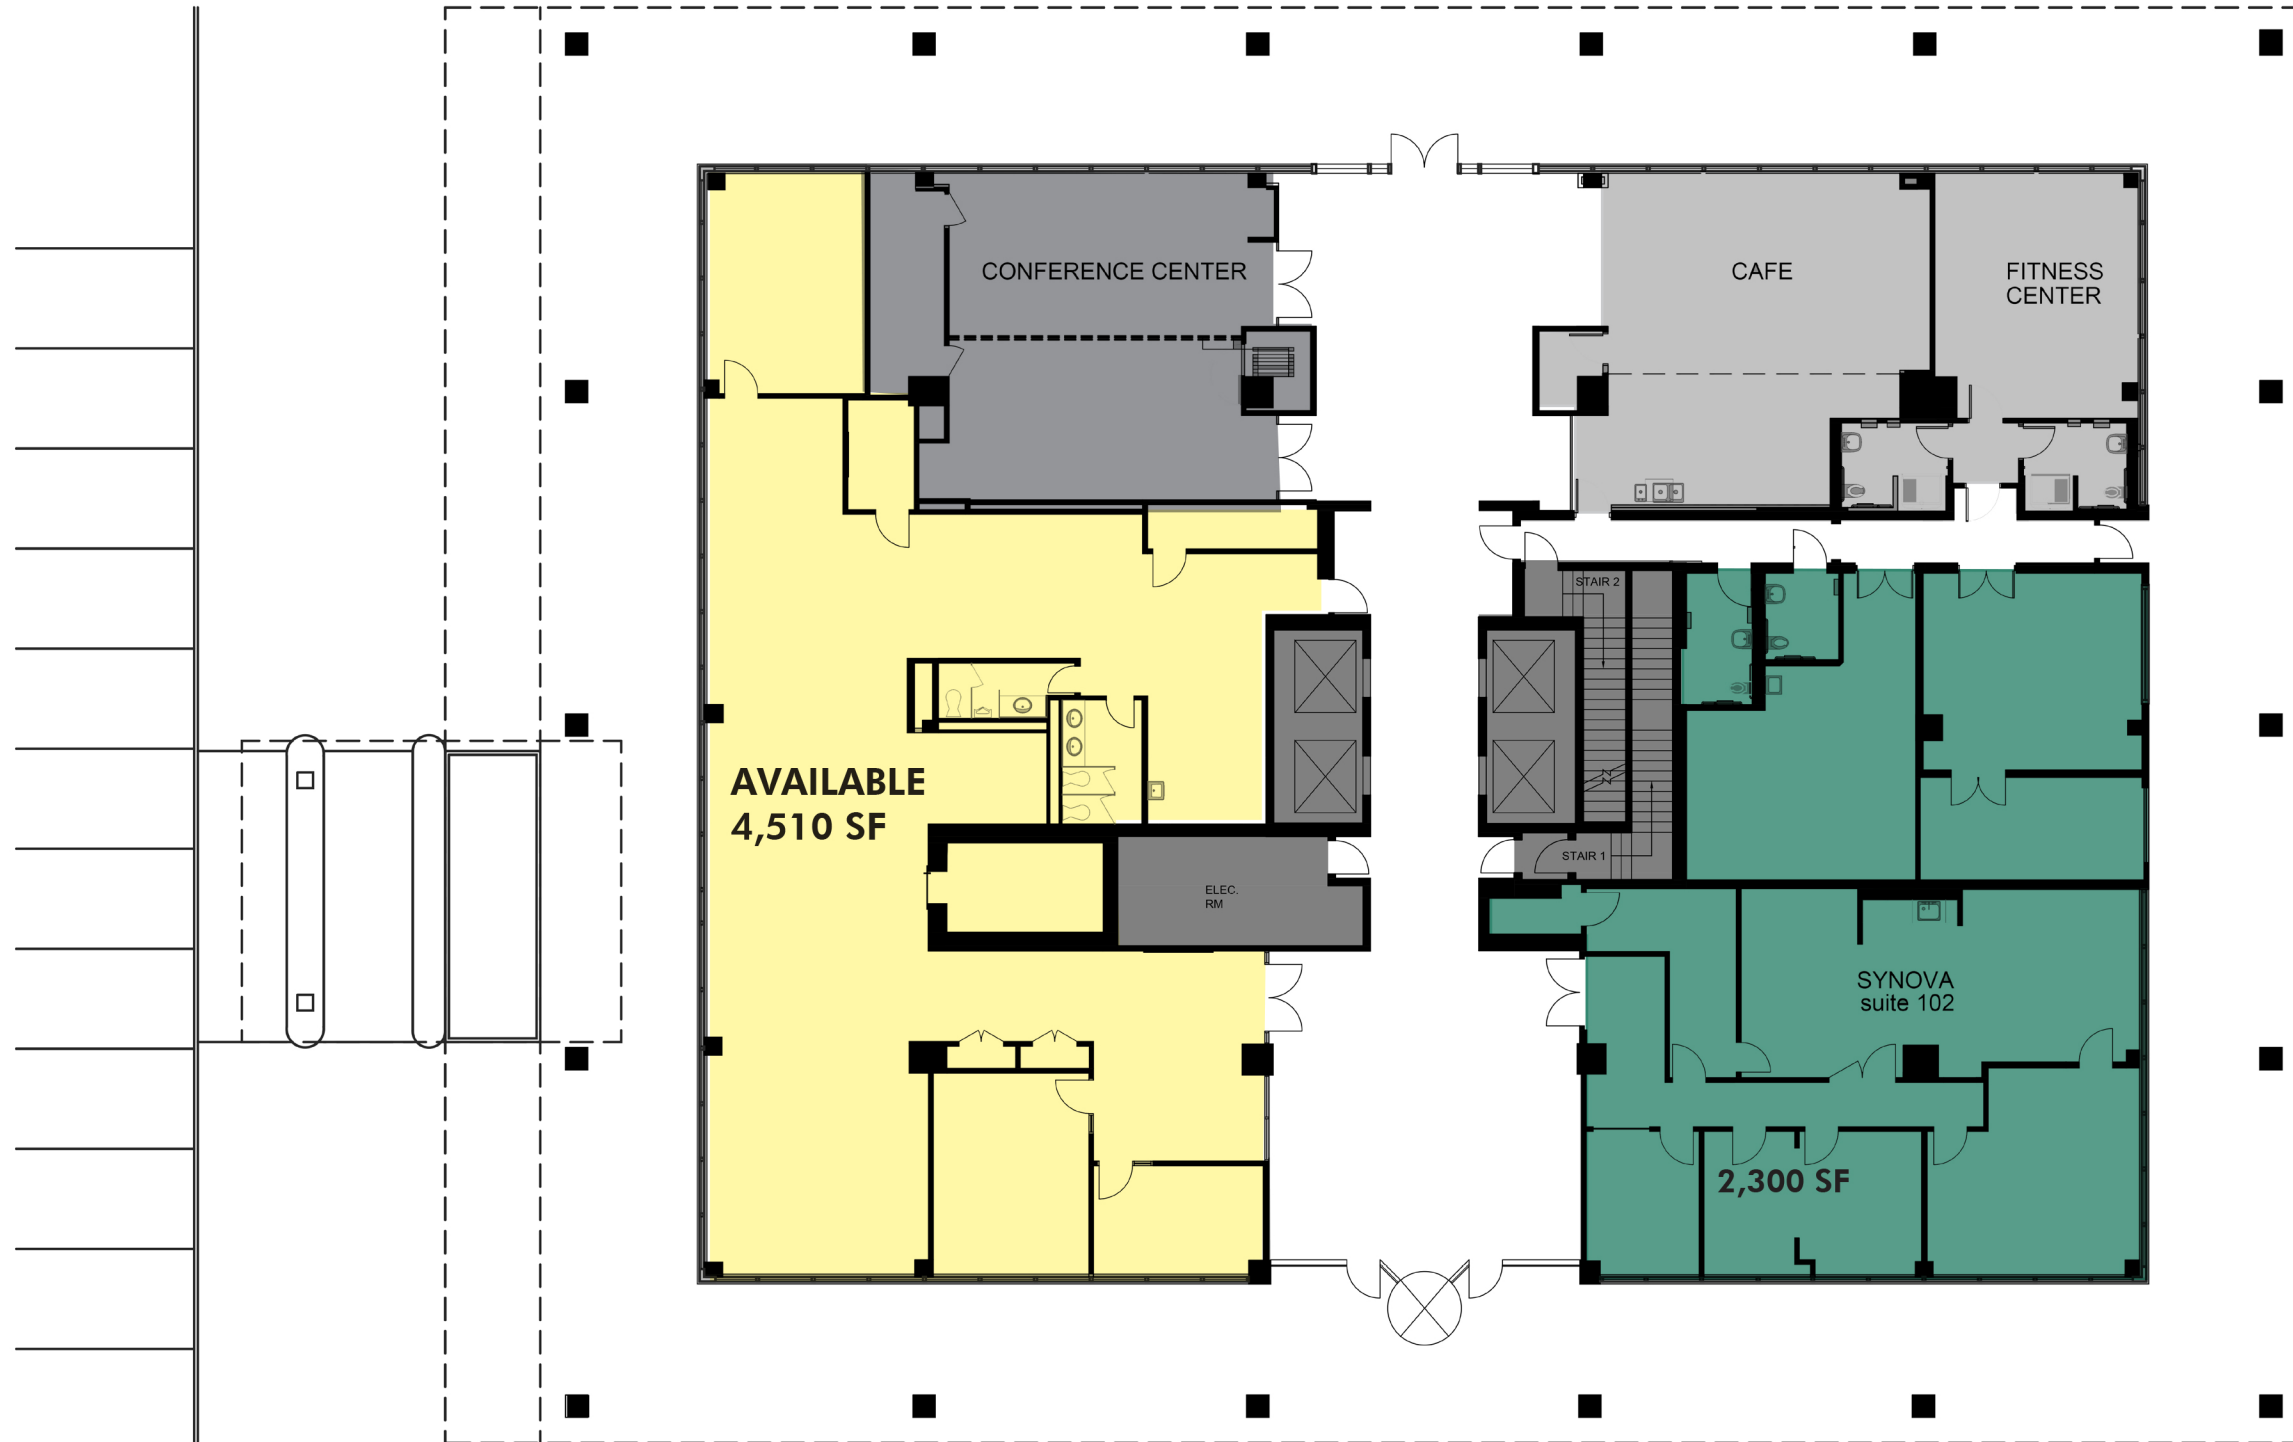 CONFERENCE CENTER
CAFE
FITNESS
CENTER
STAIR 2
AVAILABLE
4,510 SF
STAIR 1
ELEC.
RM
SYNOVA
suite 102
2,300 SF